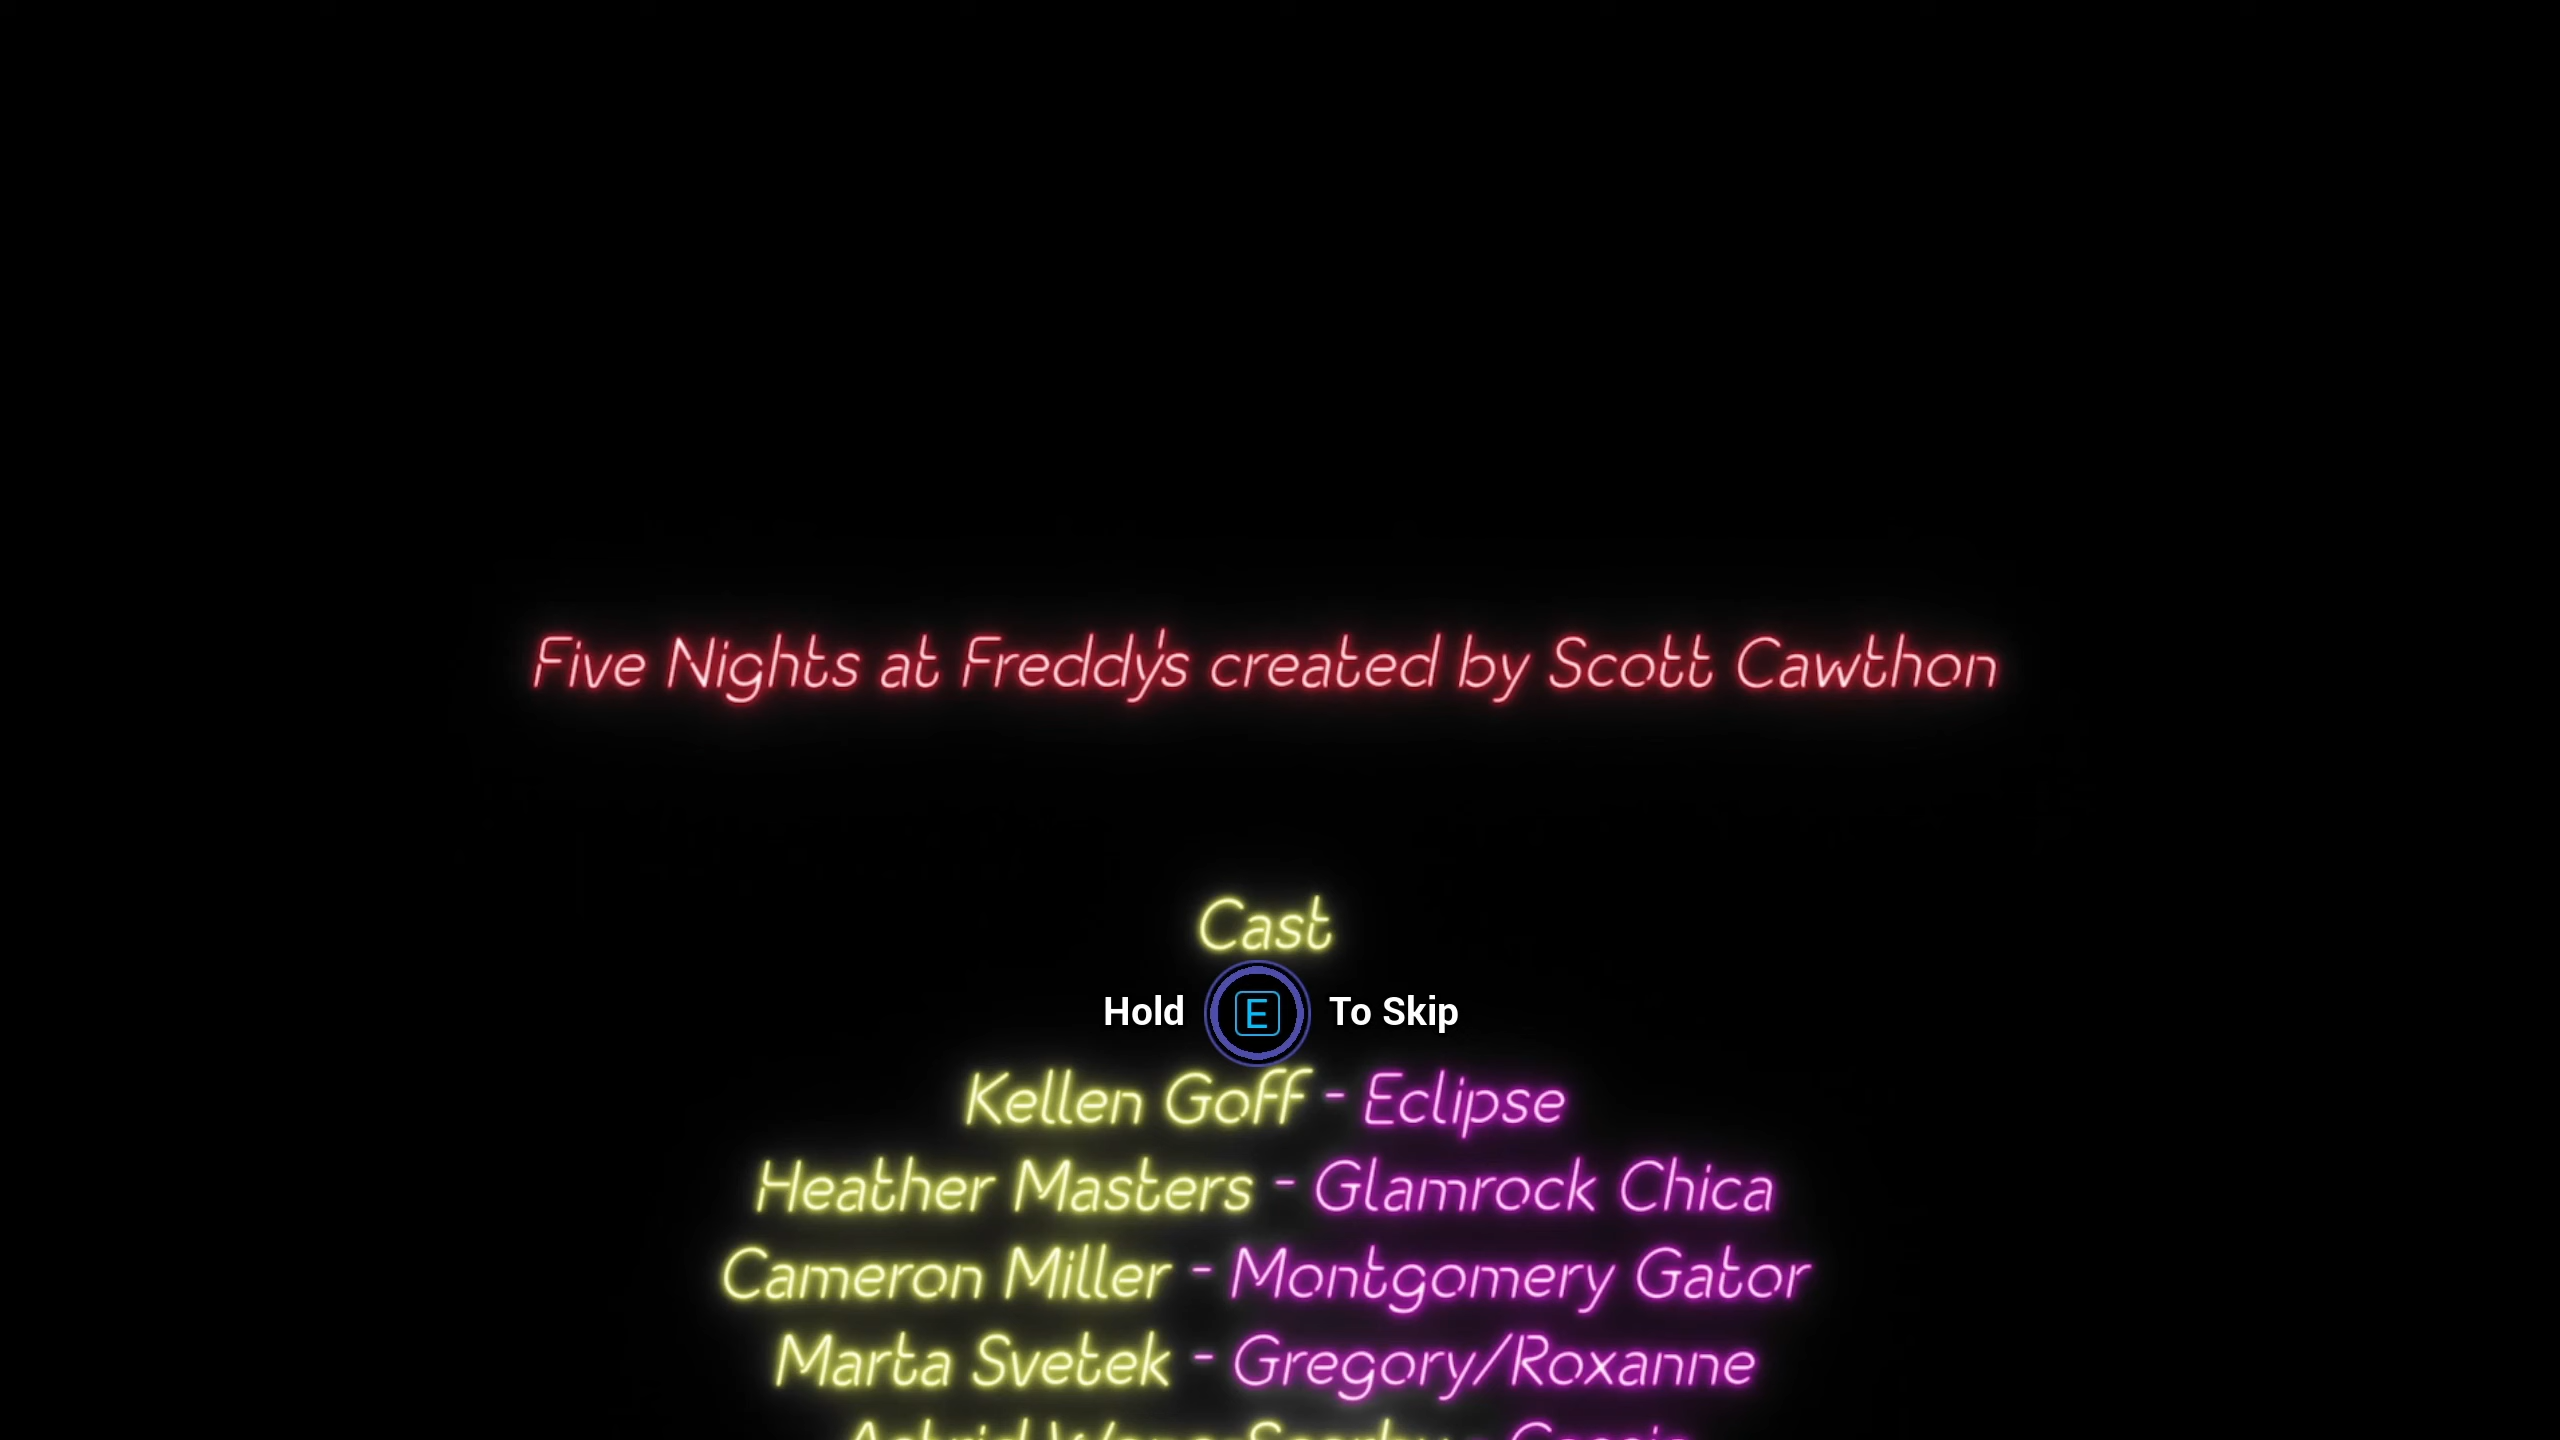 Five Nights at Freddy's created by Scott Cawthon
Cast
Hold E To Skip
Kellen Goff - Eclipse
Heather Masters - Glamrock Chica
Cameron Miller - Montgomery Gator
Marta Svetek - Gregory/Roxanne